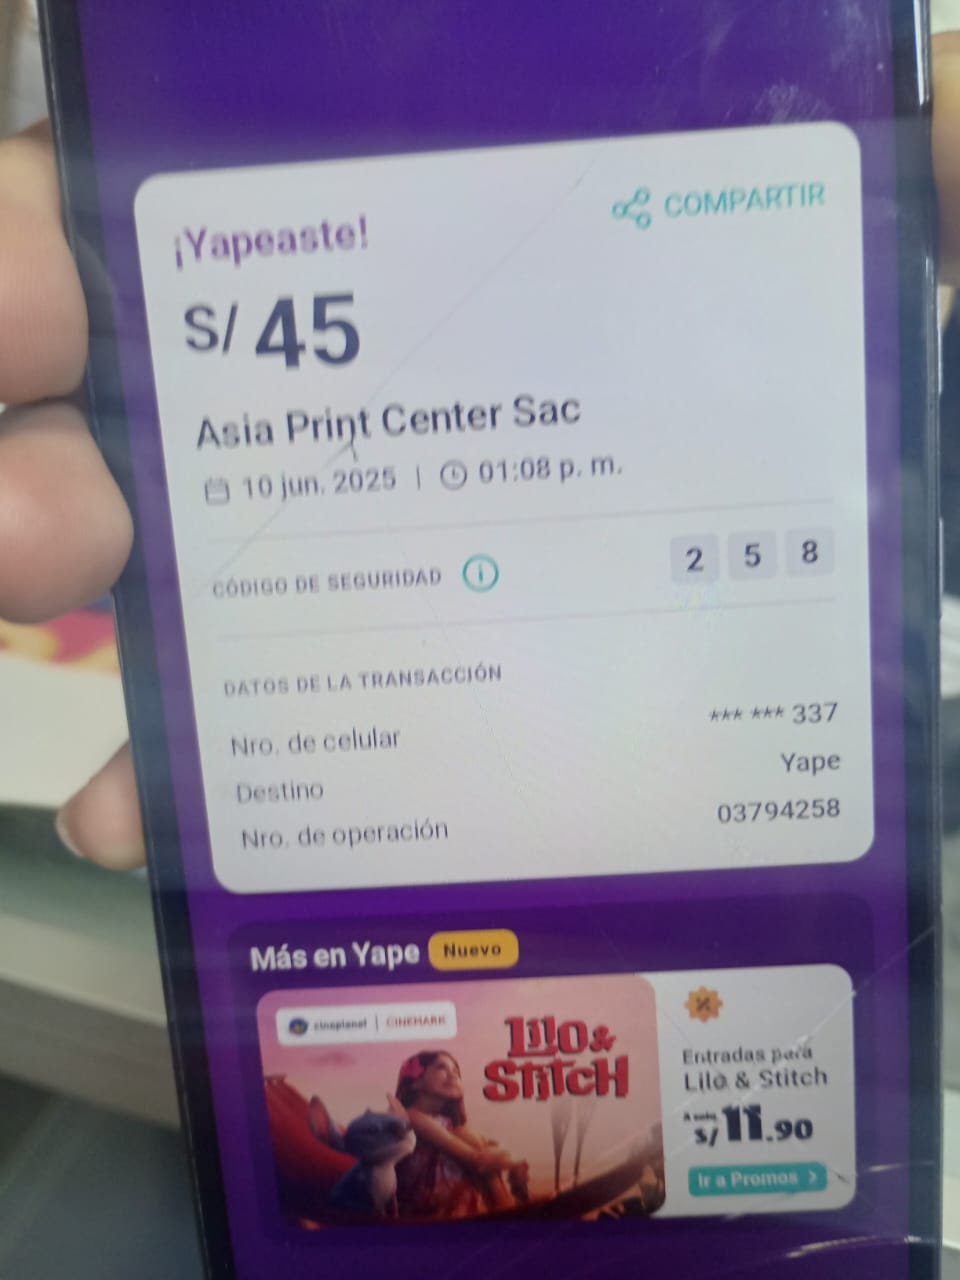 COMPARTIR
¡Yapeaste!
S/ 45
Asia Print Center Sac
10 jun. 2025 | 01:08 p. m.
CÓDIGO DE SEGURIDAD 2 5 8
DATOS DE LA TRANSACCIÓN
Nro. de celular *** *** 337
Destino Yape
Nro. de operación 03794258
Más en Yape Nuevo
cineplanet | CINEMARK
LiLO &
STiTCH
Entradas para
Lilo & Stitch
A solo
S/ 11.90
Ir a Promos >